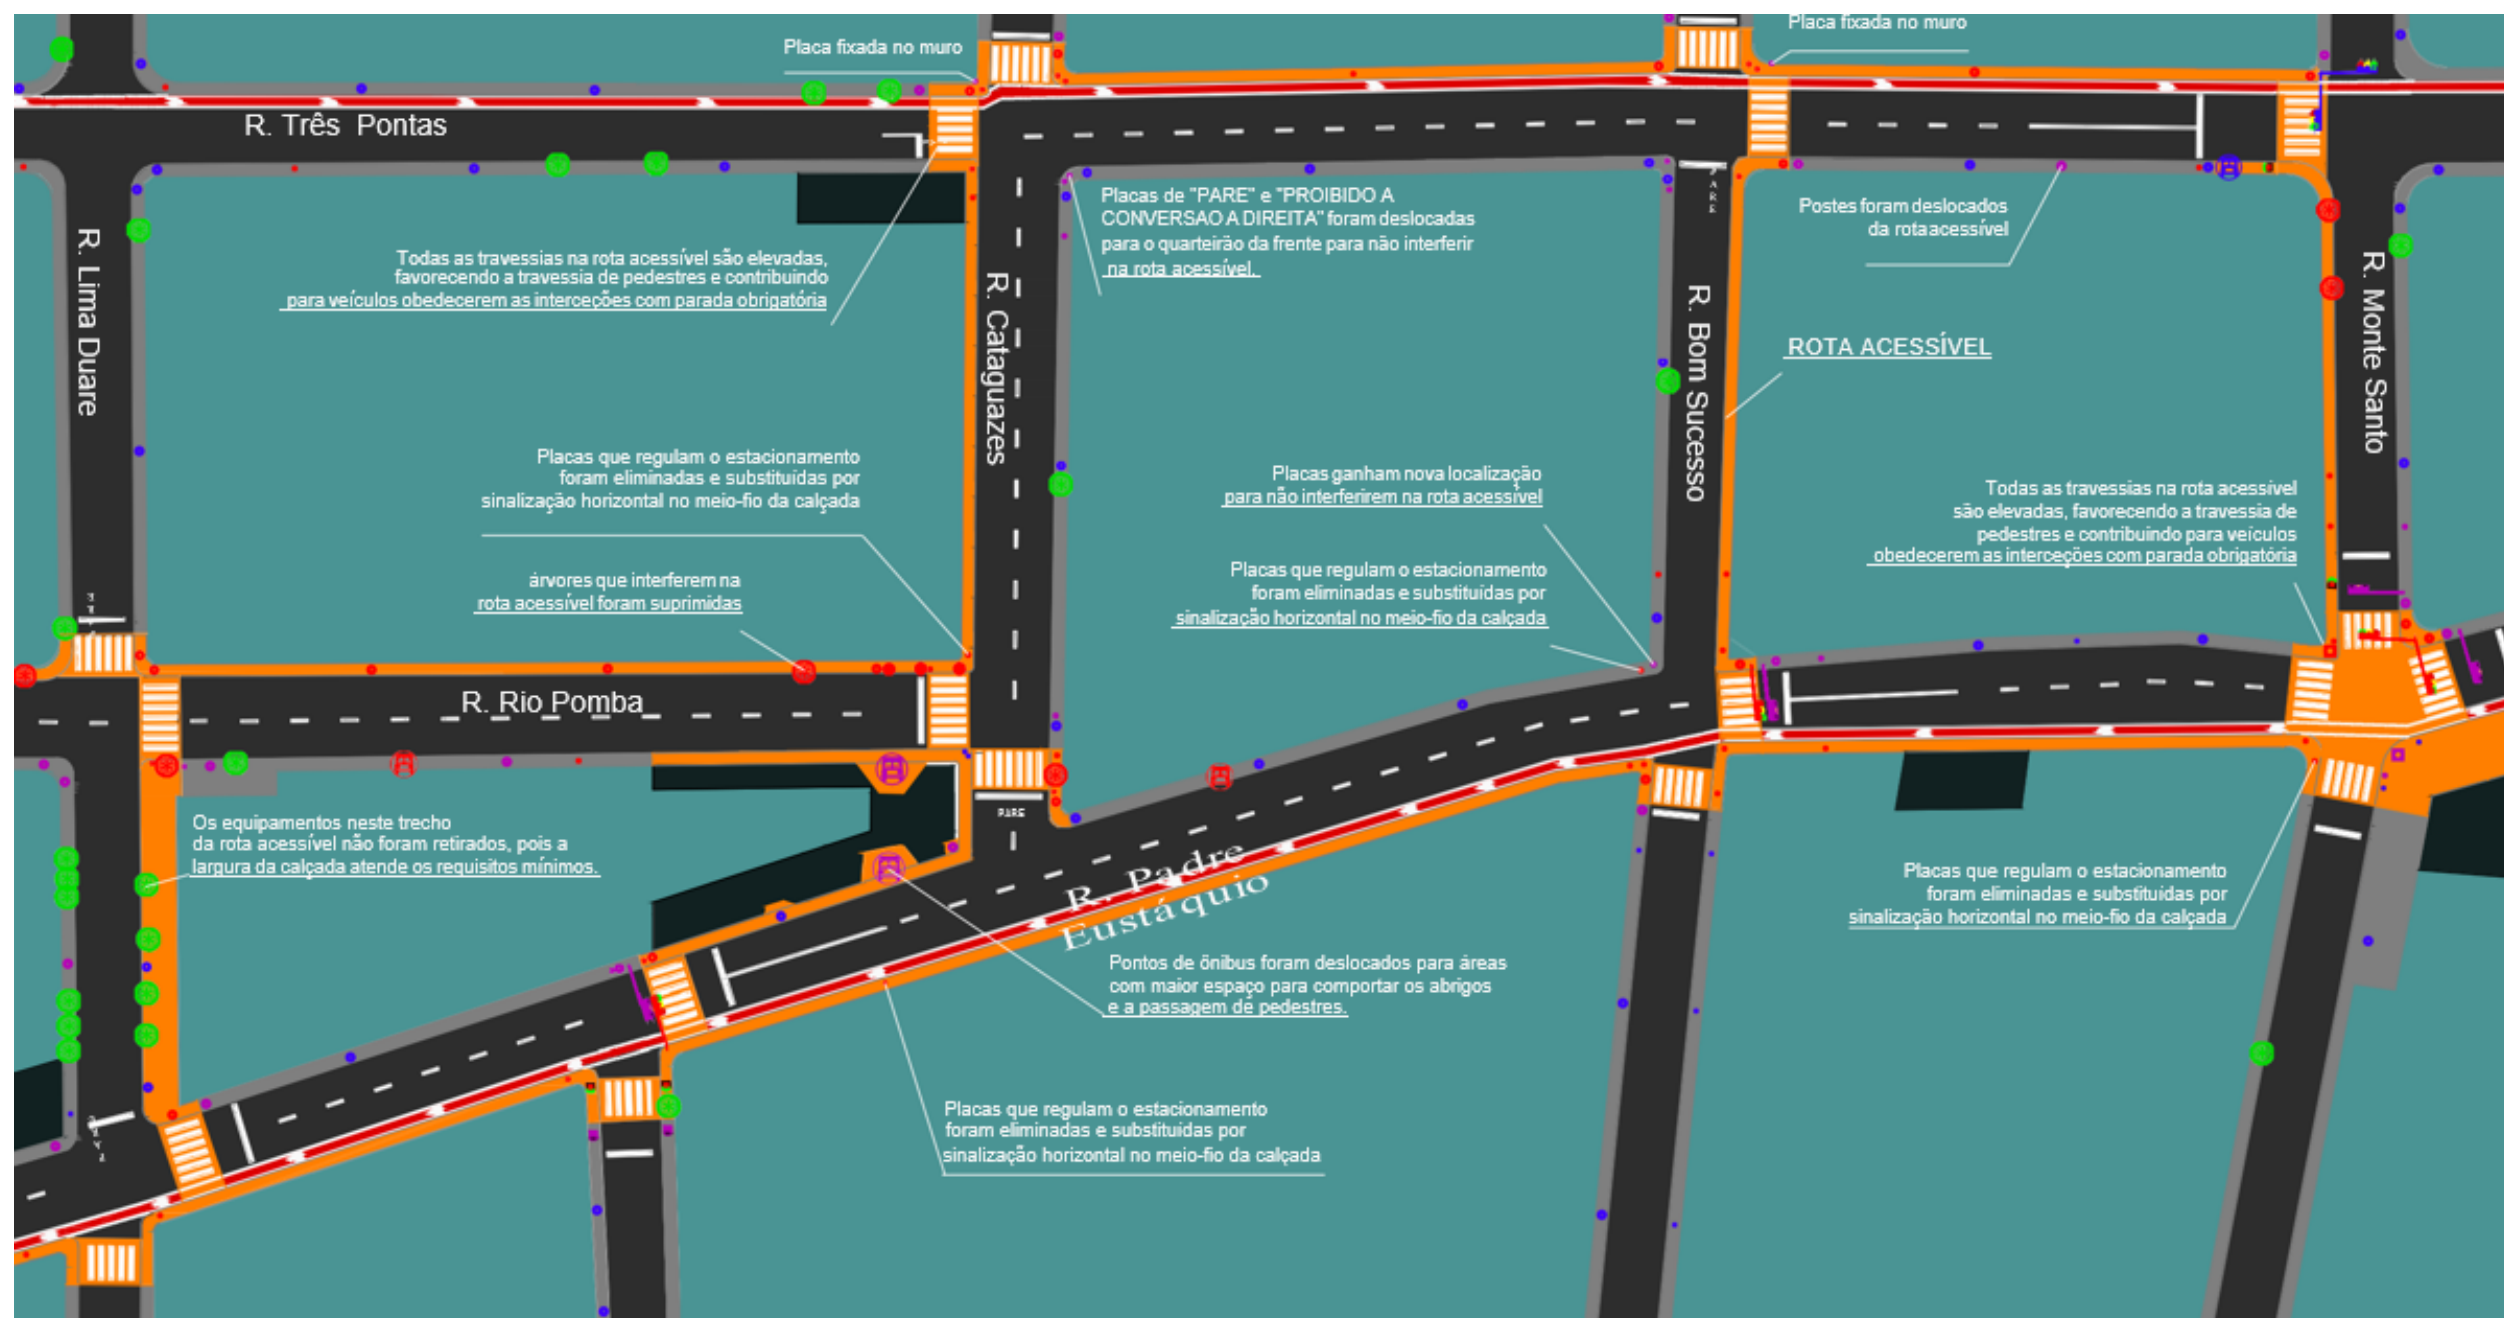 Placa fixada no muro
Placa fixada no muro
R. Três Pontas
Placas de "PARE" e "PROIBIDO A
CONVERSAO A DIREITA" foram deslocadas
para o quarteirão da frente para não interferir
na rota acessível.
PARE
Postes foram deslocados
da rota acessível
R. Lima Duare
Todas as travessias na rota acessível são elevadas,
favorecendo a travessia de pedestres e contribuindo
para veículos obedecerem as interceções com parada obrigatória
R. Cataguazes
R. Bom Sucesso
R. Monte Santo
ROTA ACESSÍVEL
Placas que regulam o estacionamento
foram eliminadas e substituidas por
sinalização horizontal no meio-fio da calçada
Placas ganham nova localização
para não interferirem na rota acessível
Todas as travessias na rota acessivel
são elevadas, favorecendo a travessia de
pedestres e contribuindo para veiculos
obedecerem as interceções com parada obrigatória
árvores que interferem na
rota acessível foram suprimidas
Placas que regulam o estacionamento
foram eliminadas e substituidas por
sinalização horizontal no meio-fio da calçada
R. Rio Pomba
PARE
Os equipamentos neste trecho
da rota acessível não foram retirados, pois a
largura da calçada atende os requisitos mínimos.
R. Padre
Eustáquio
Placas que regulam o estacionamento
foram eliminadas e substituidas por
sinalização horizontal no meio-fio da calçada
Pontos de ônibus foram deslocados para áreas
com maior espaço para comportar os abrigos
e a passagem de pedestres.
Placas que regulam o estacionamento
foram eliminadas e substituidas por
sinalização horizontal no meio-fio da calçada